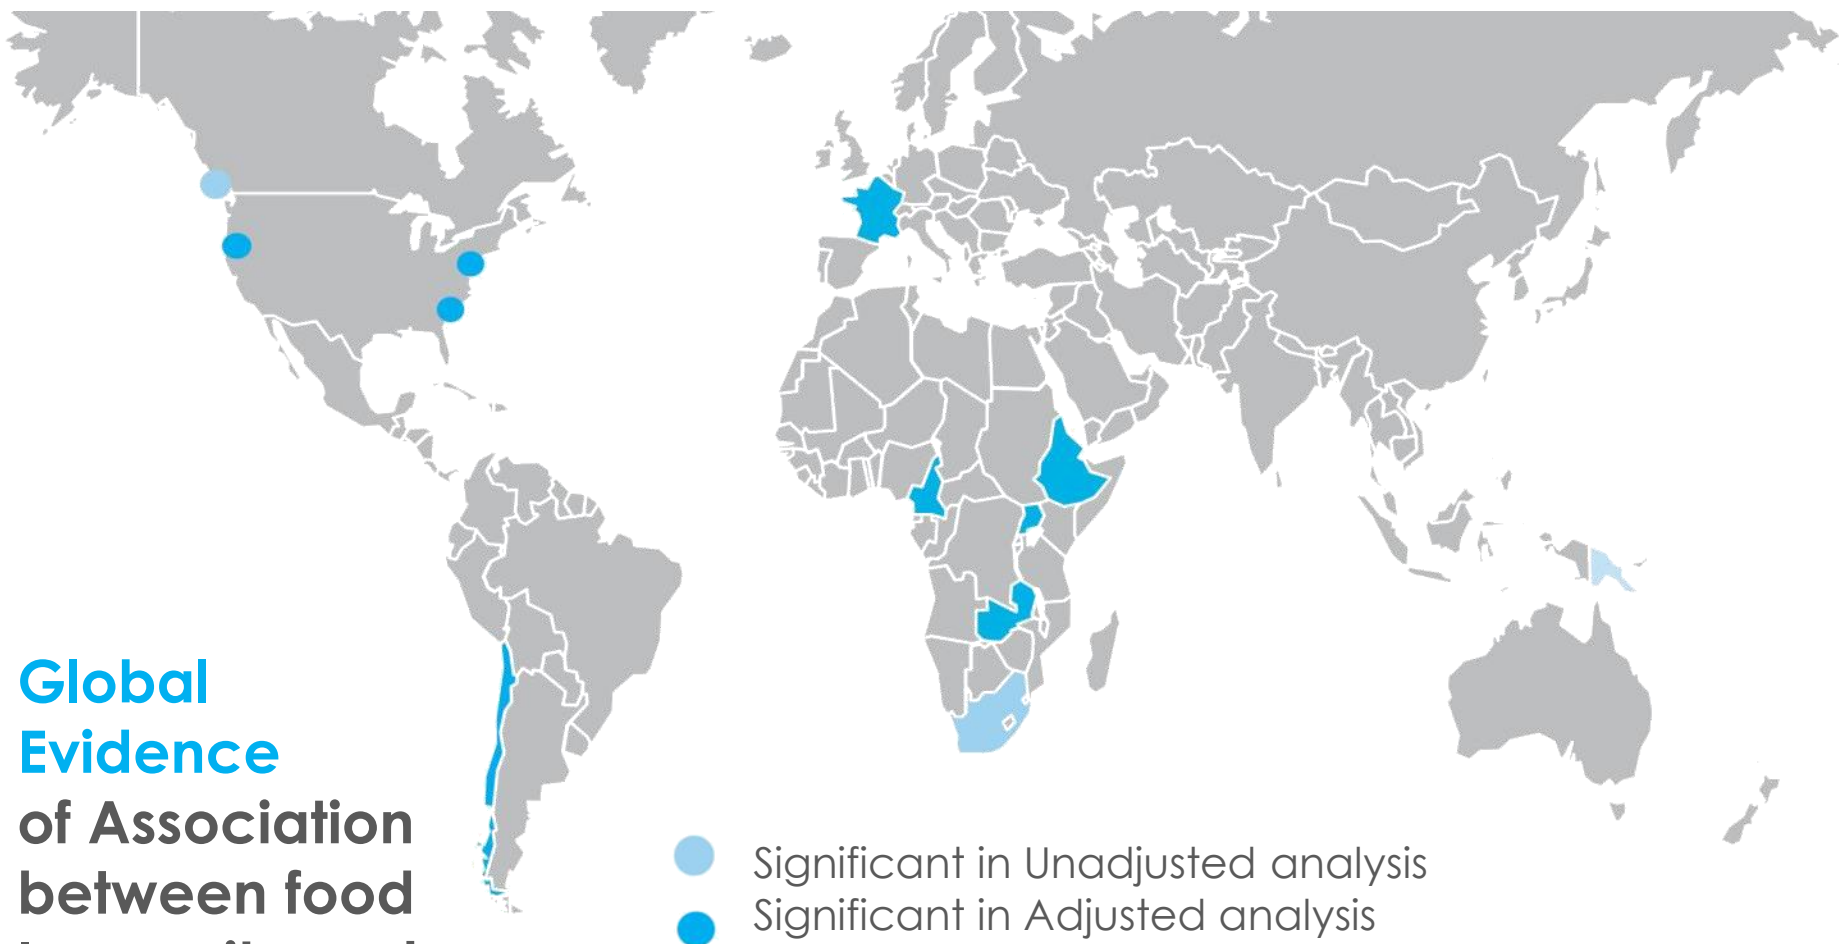 Global
Evidence
of Association
between food
Significant in Unadjusted analysis
Significant in Adjusted analysis